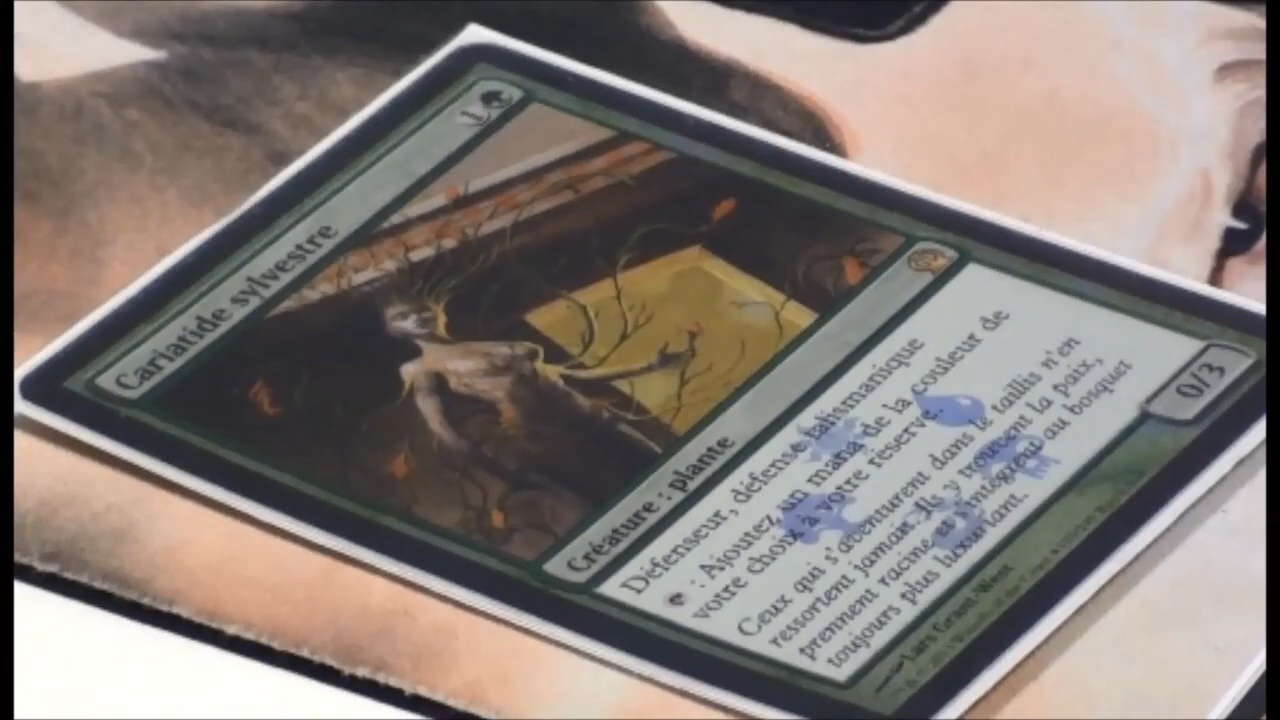 Cariatide sylvestre
1
Créature : plante
Défenseur, défense talismanique
: Ajoutez un mana de la couleur de
votre choix à votre réserve.
Ceux qui s'aventurent dans le taillis n'en
ressortent jamais. Ils y trouvent la paix,
prennent racine et s'intègrent au bosquet
toujours plus luxuriant.
0/3
Lars Grant-West